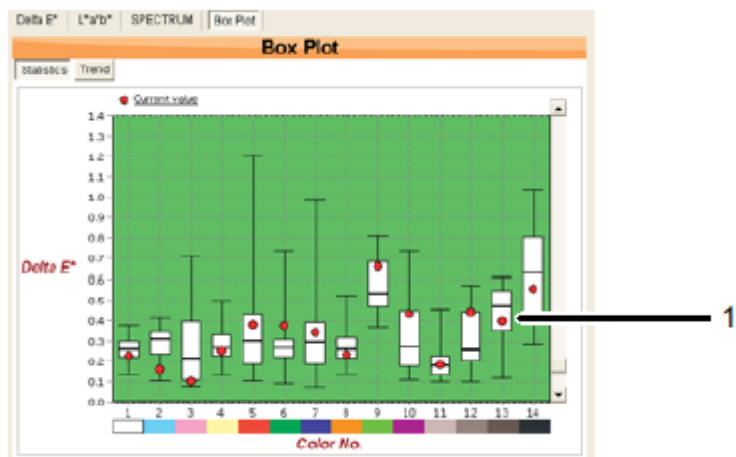 Delta E* L*a*b* SPECTRUM Box Plot
Box Plot
Statistics Trend
Current value
1.4
1.3
1.2
1.1
1.0
0.9
0.8
0.7
0.6
0.5
0.4
0.3
0.2
0.1
0.0
Delta E*
1
1 2 3 4 5 6 7 8 9 10 11 12 13 14
Color No.